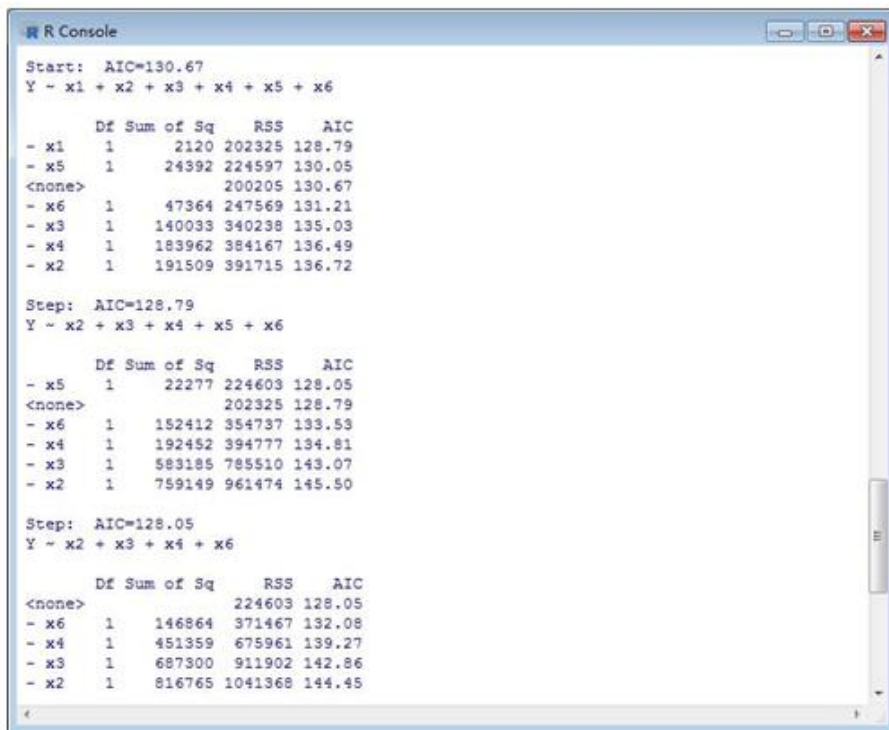 R Console
Start:  AIC=130.67
Y ~ x1 + x2 + x3 + x4 + x5 + x6
       Df Sum of Sq    RSS    AIC
- x1    1      2120 202325 128.79
- x5    1     24392 224597 130.05
<none>              200205 130.67
- x6    1     47364 247569 131.21
- x3    1    140033 340238 135.03
- x4    1    183962 384167 136.49
- x2    1    191509 391715 136.72
Step:  AIC=128.79
Y ~ x2 + x3 + x4 + x5 + x6
       Df Sum of Sq    RSS    AIC
- x5    1     22277 224603 128.05
<none>              202325 128.79
- x6    1    152412 354737 133.53
- x4    1    192452 394777 134.81
- x3    1    583185 785510 143.07
- x2    1    759149 961474 145.50
Step:  AIC=128.05
Y ~ x2 + x3 + x4 + x6
       Df Sum of Sq     RSS    AIC
<none>               224603 128.05
- x6    1    146864  371467 132.08
- x4    1    451359  675961 139.27
- x3    1    687300  911902 142.86
- x2    1    816765 1041368 144.45